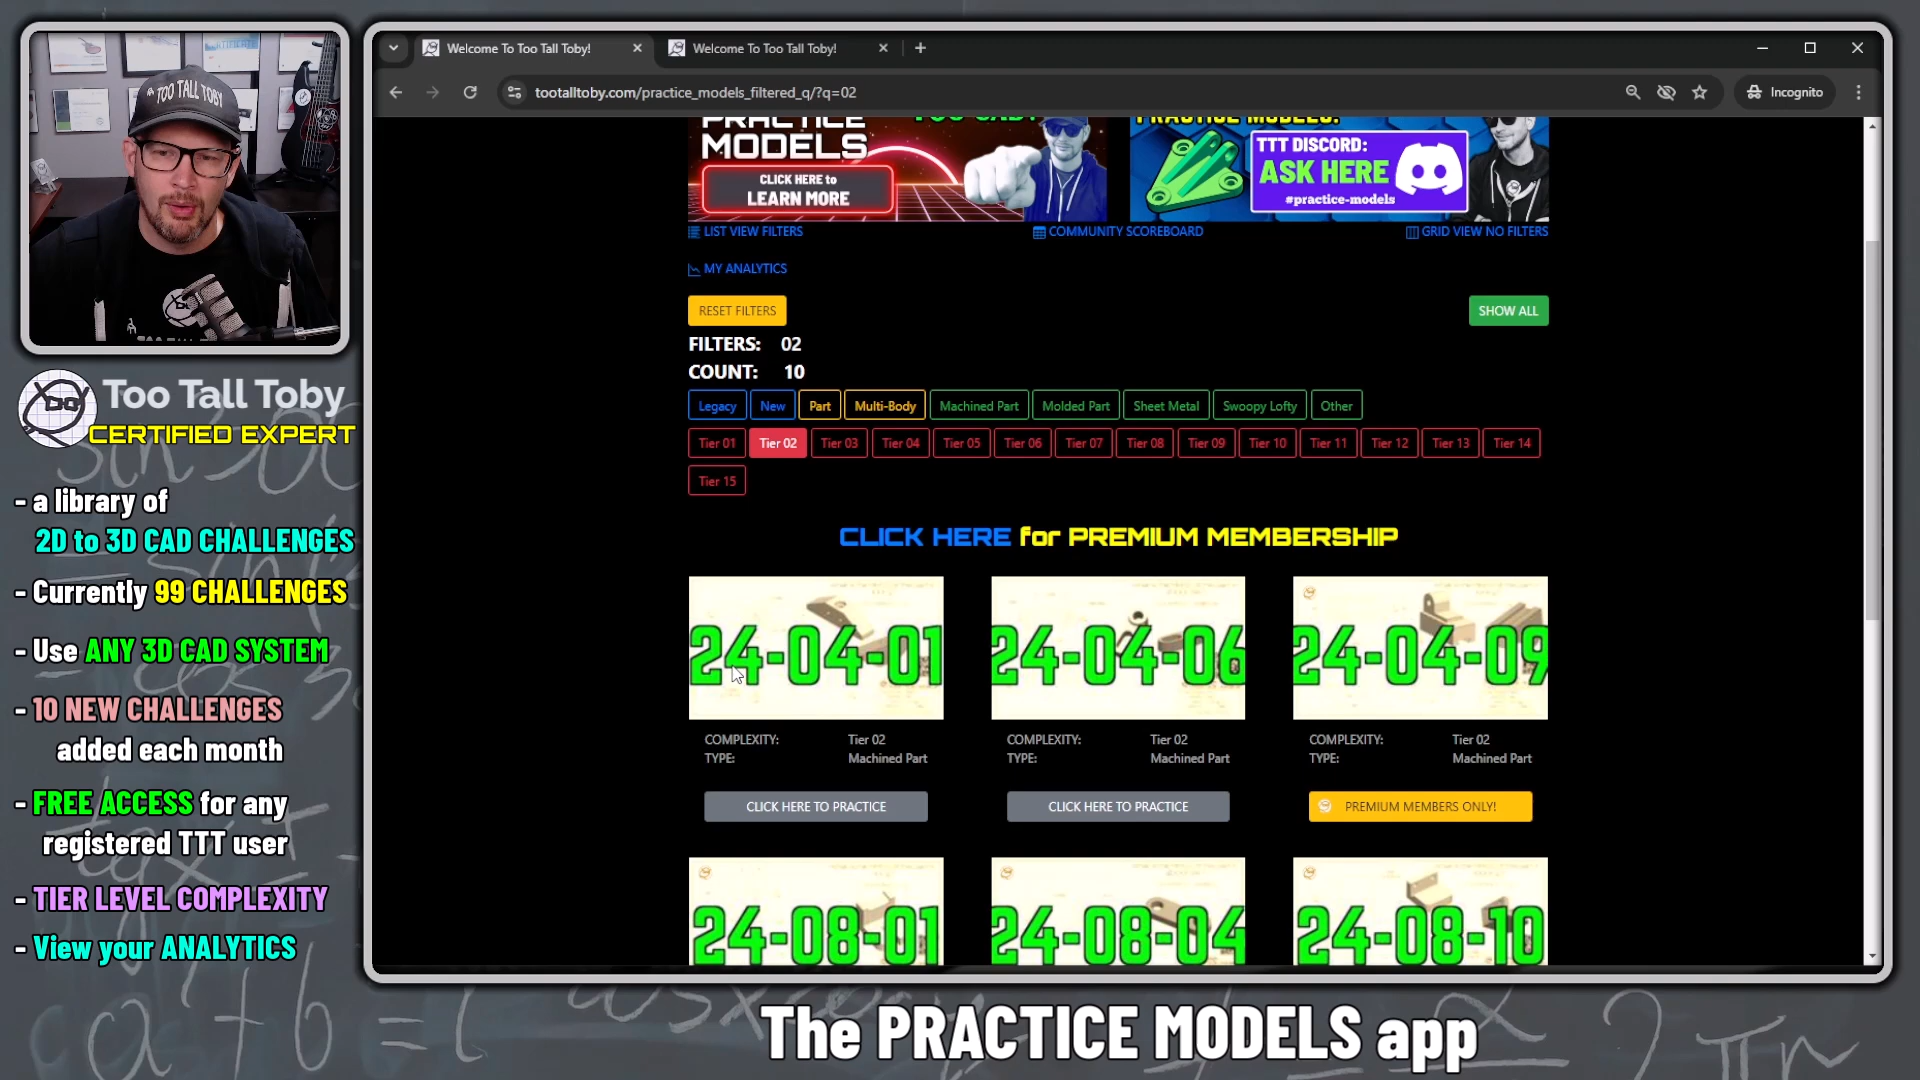 TOO TALL TOBY
Too Tall Toby
CERTIFIED EXPERT
- a library of
2D to 3D CAD CHALLENGES
- Currently 99 CHALLENGES
- Use ANY 3D CAD SYSTEM
- 10 NEW CHALLENGES
added each month
- FREE ACCESS for any
registered TTT user
- TIER LEVEL COMPLEXITY
- View your ANALYTICS
Welcome To Too Tall Toby!
Welcome To Too Tall Toby!
tootalltoby.com/practice_models_filtered_q/?q=02
Incognito
PRACTICE
MODELS
CLICK HERE to
LEARN MORE
PRACTICE MODELS:
TTT DISCORD:
ASK HERE
#practice-models
LIST VIEW FILTERS
COMMUNITY SCOREBOARD
GRID VIEW NO FILTERS
MY ANALYTICS
RESET FILTERS
SHOW ALL
FILTERS: 02
COUNT: 10
Legacy New Part Multi-Body Machined Part Molded Part Sheet Metal Swoopy Lofty Other
Tier 01 Tier 02 Tier 03 Tier 04 Tier 05 Tier 06 Tier 07 Tier 08 Tier 09 Tier 10 Tier 11 Tier 12 Tier 13 Tier 14
Tier 15
CLICK HERE for PREMIUM MEMBERSHIP
24-04-01 24-04-06 24-04-09
COMPLEXITY: Tier 02 COMPLEXITY: Tier 02 COMPLEXITY: Tier 02
TYPE: Machined Part TYPE: Machined Part TYPE: Machined Part
CLICK HERE TO PRACTICE CLICK HERE TO PRACTICE PREMIUM MEMBERS ONLY!
24-08-01 24-08-04 24-08-10
The PRACTICE MODELS app